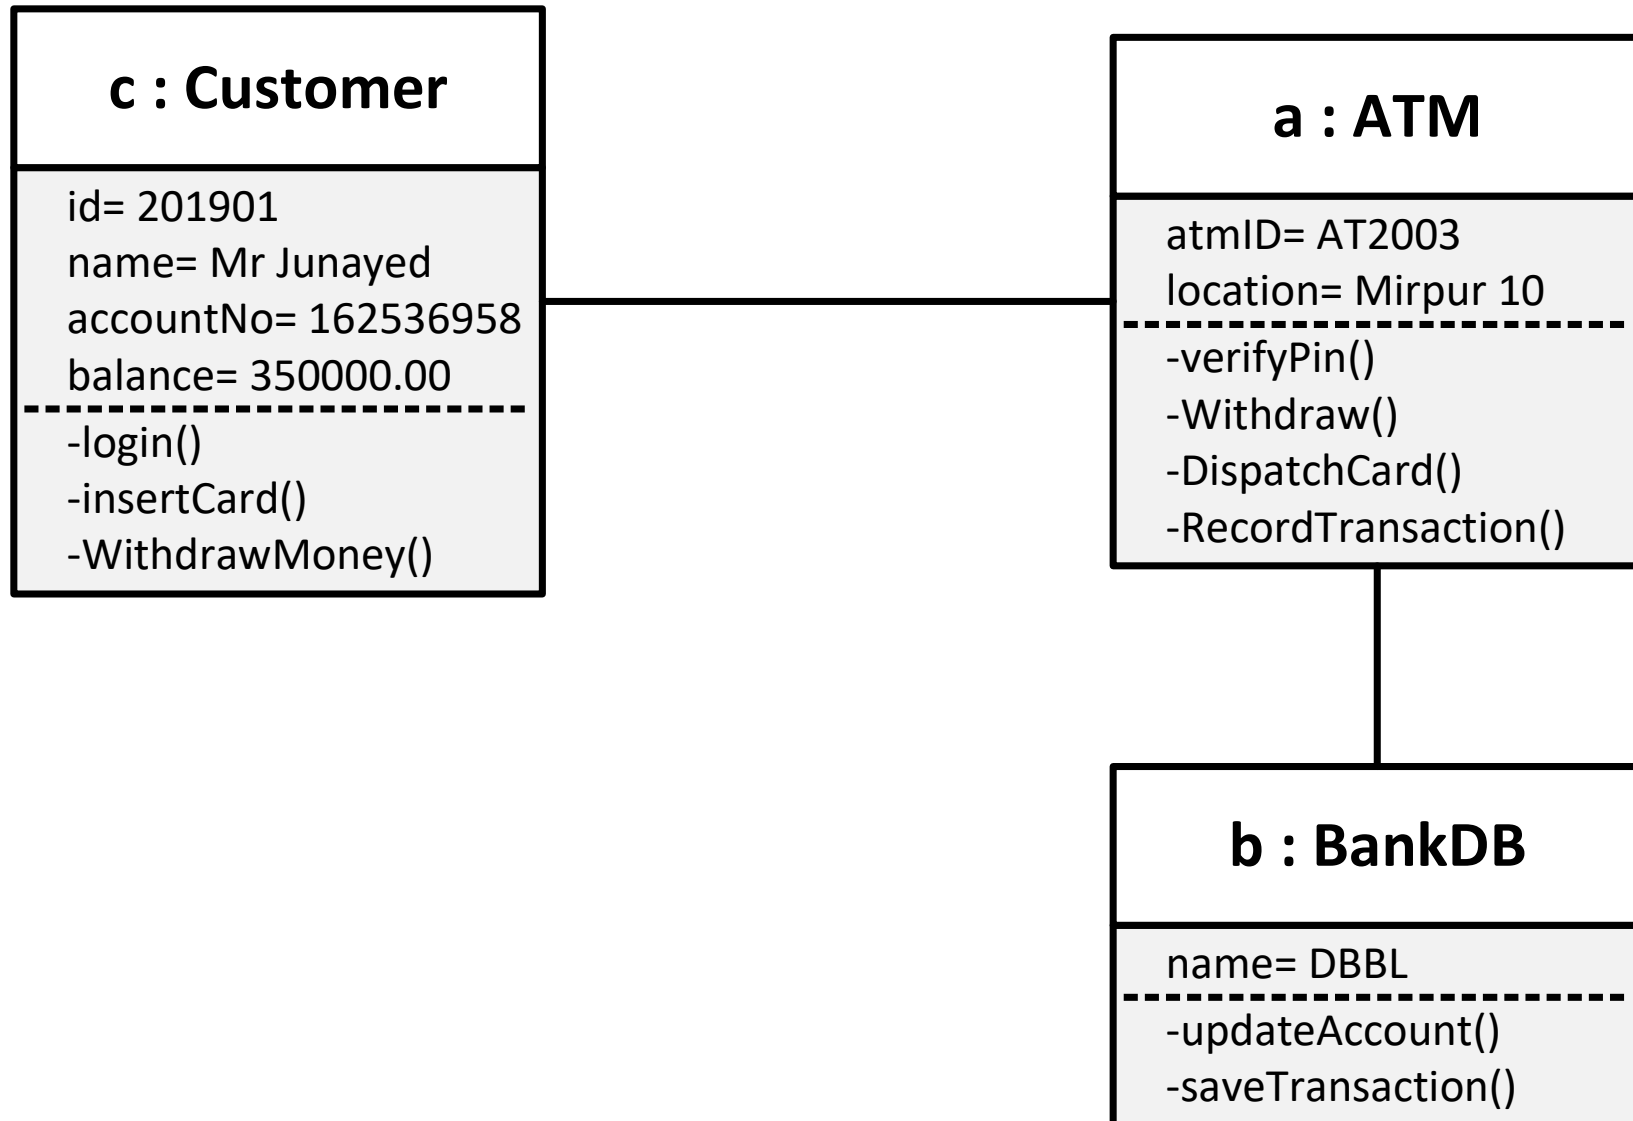 c : Customer
id= 201901
name= Mr Junayed
accountNo= 162536958
balance= 350000.00
-login()
-insertCard()
-WithdrawMoney()
a : ATM
atmID= AT2003
location= Mirpur 10
-verifyPin()
-Withdraw()
-DispatchCard()
-RecordTransaction()
b : BankDB
name= DBBL
-updateAccount()
-saveTransaction()